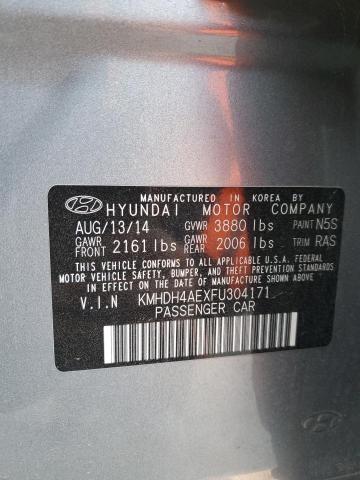 MANUFACTURED IN KOREA BY
HYUNDAI MOTOR COMPANY
AUG/13/14 GVWR 3880 lbs PAINT N5S
GAWR FRONT 2161 lbs GAWR REAR 2006 lbs TRIM RAS
THIS VEHICLE CONFORMS TO ALL APPLICABLE U.S.A. FEDERAL
MOTOR VEHICLE SAFETY, BUMPER, AND THEFT PREVENTION
STANDARDS IN EFFECT ON THE DATE OF MANUFACTURE SHOWN ABOVE.
V.I.N KMHDH4AEXFU304171
PASSENGER CAR